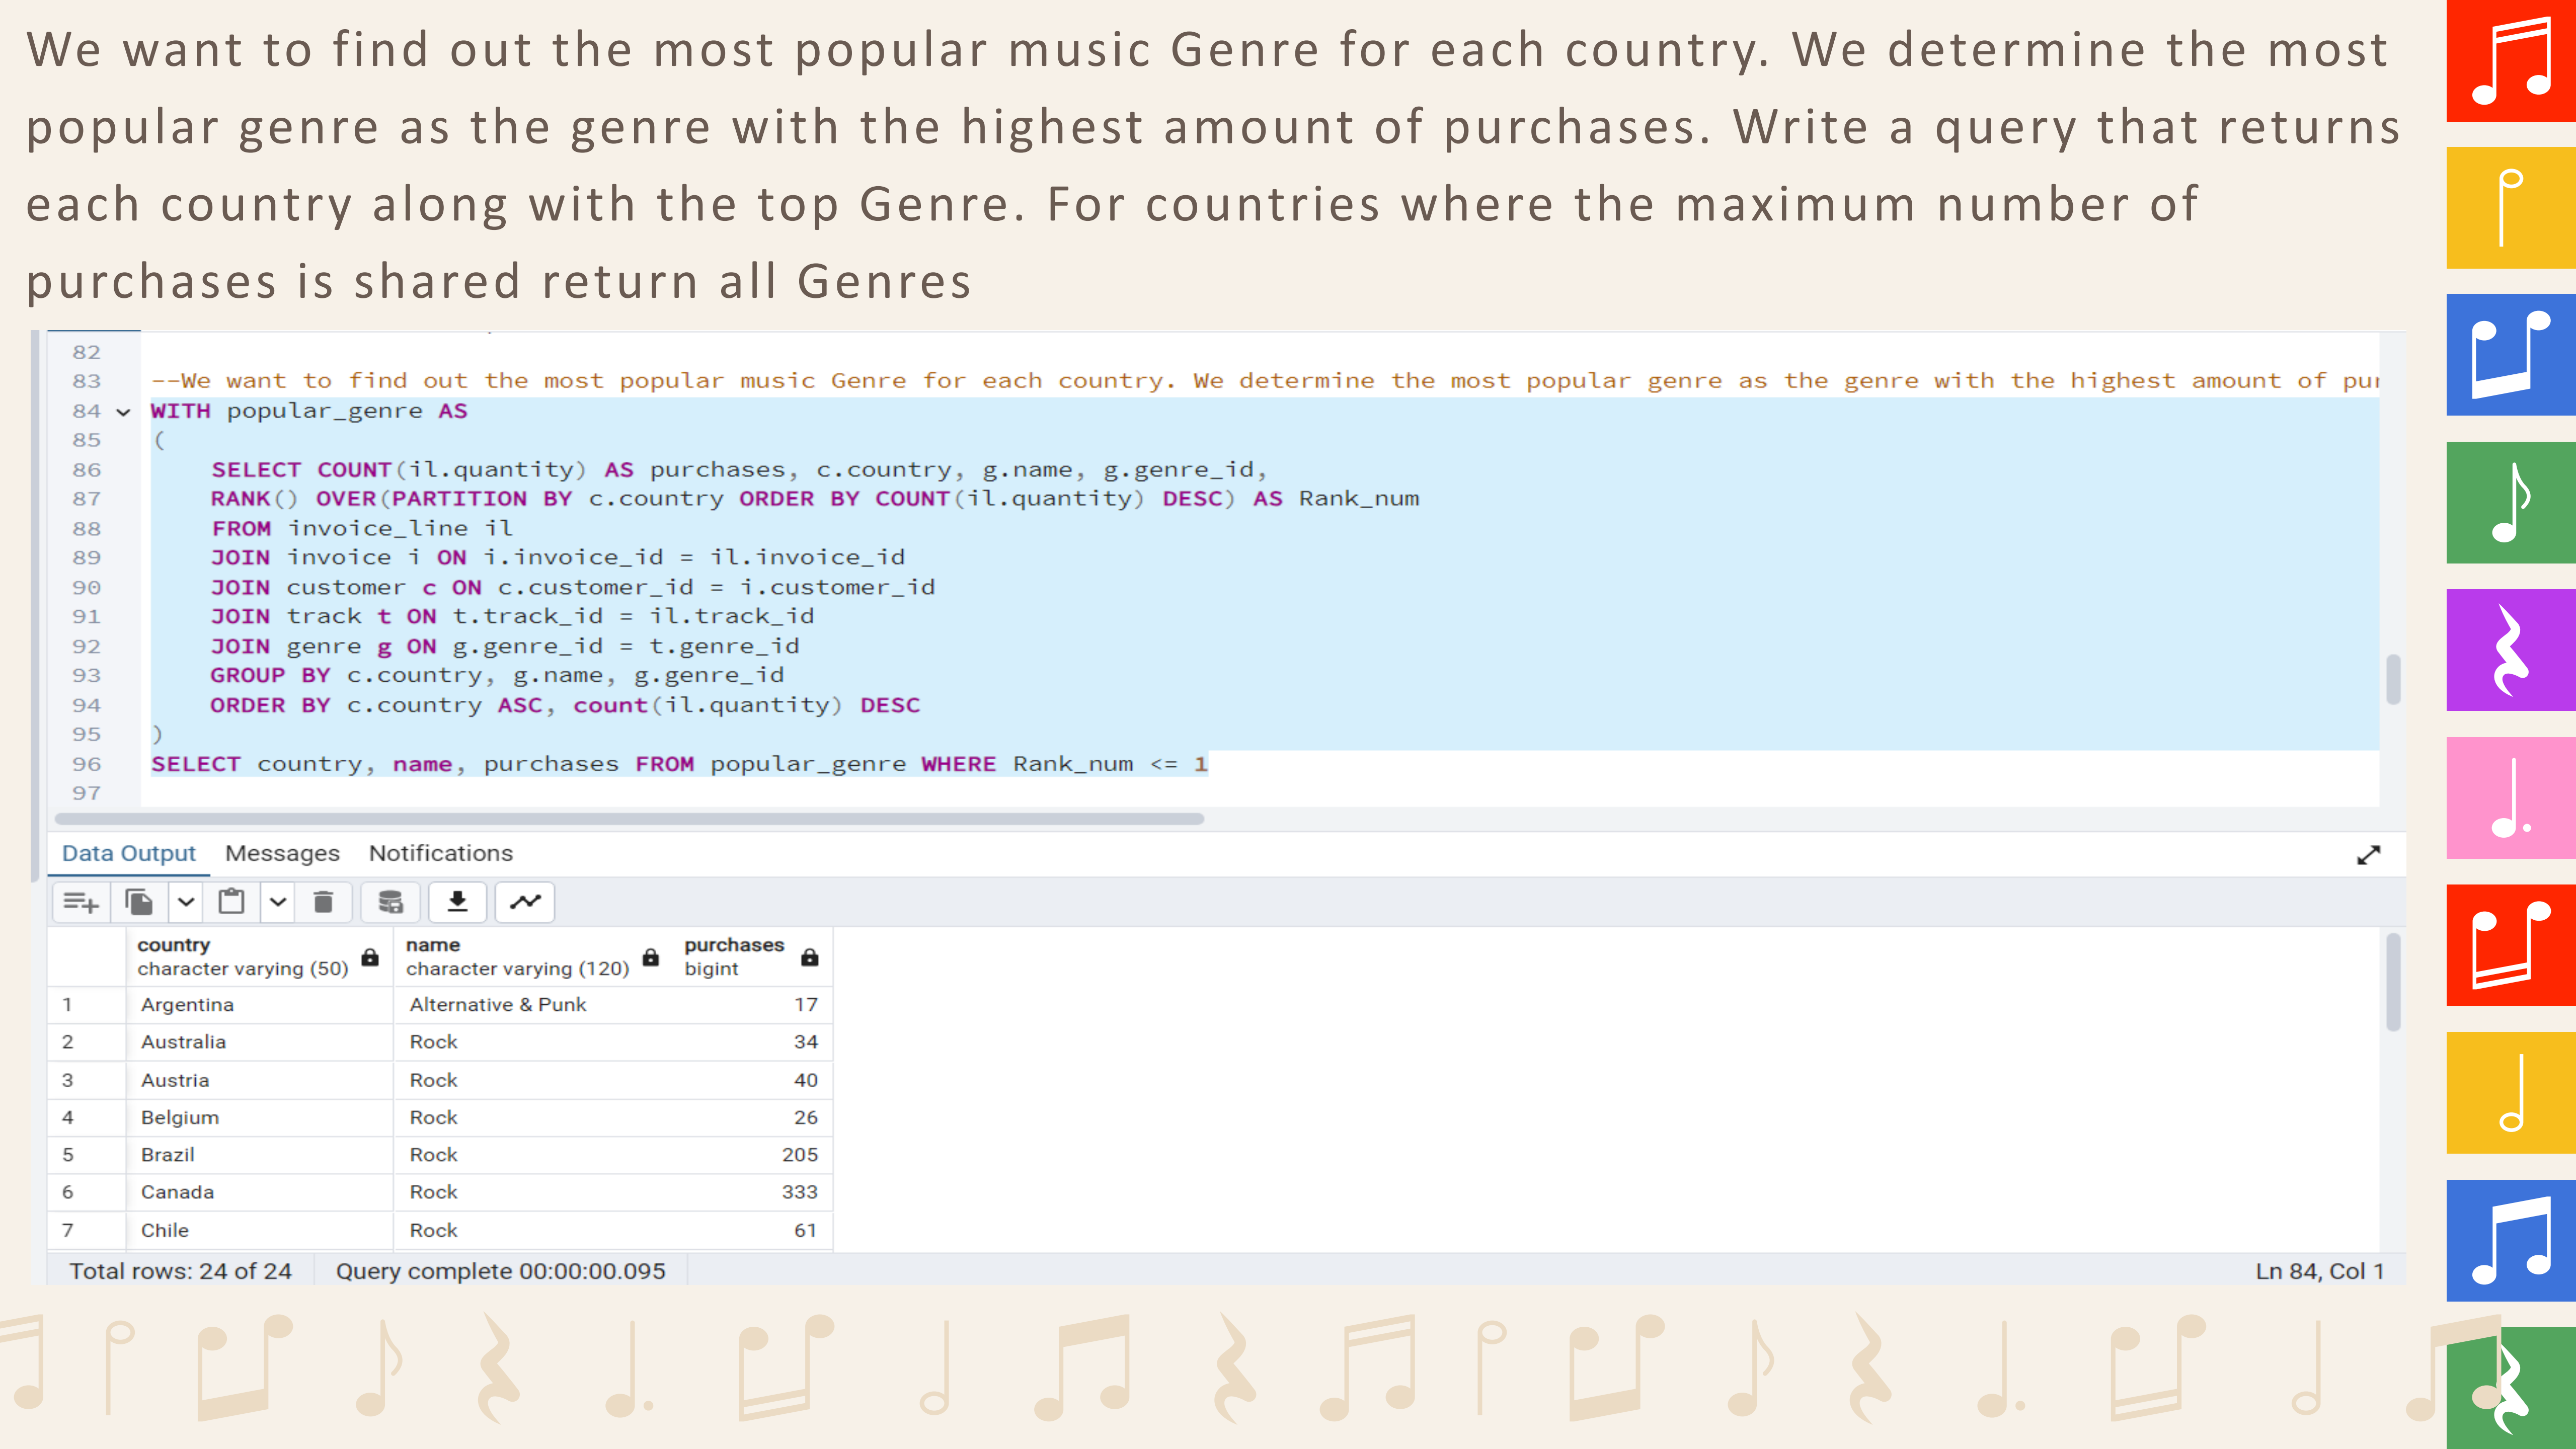 We want to find out the most popular music Genre for each country. We determine the most
popular genre as the genre with the highest amount of purchases. Write a query that returns
each country along with the top Genre. For countries where the maximum number of
purchases is shared return all Genres
82
83 --We want to find out the most popular music Genre for each country. We determine the most popular genre as the genre with the highest amount of pur
84 WITH popular_genre AS
85 (
86 SELECT COUNT(il.quantity) AS purchases, c.country, g.name, g.genre_id,
87 RANK() OVER(PARTITION BY c.country ORDER BY COUNT(il.quantity) DESC) AS Rank_num
88 FROM invoice_line il
89 JOIN invoice i ON i.invoice_id = il.invoice_id
90 JOIN customer c ON c.customer_id = i.customer_id
91 JOIN track t ON t.track_id = il.track_id
92 JOIN genre g ON g.genre_id = t.genre_id
93 GROUP BY c.country, g.name, g.genre_id
94 ORDER BY c.country ASC, count(il.quantity) DESC
95 )
96 SELECT country, name, purchases FROM popular_genre WHERE Rank_num <= 1
97
Data Output Messages Notifications
country name purchases
character varying (50) character varying (120) bigint
1 Argentina Alternative & Punk 17
2 Australia Rock 34
3 Austria Rock 40
4 Belgium Rock 26
5 Brazil Rock 205
6 Canada Rock 333
7 Chile Rock 61
Total rows: 24 of 24 Query complete 00:00:00.095 Ln 84, Col 1